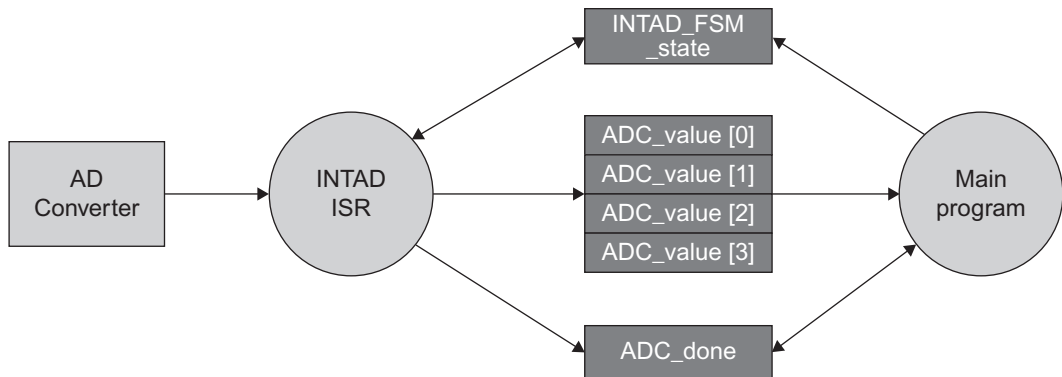 INTAD_FSM
_state
AD
Converter
INTAD
ISR
ADC_value [0]
ADC_value [1]
ADC_value [2]
ADC_value [3]
Main
program
ADC_done